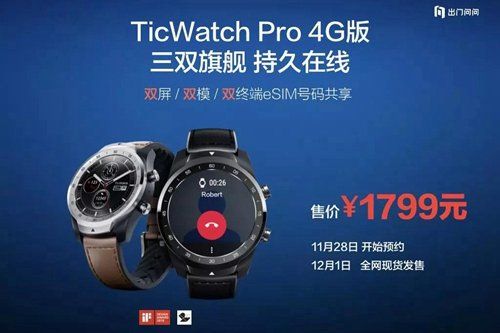 出门问问
TicWatch Pro 4G版
三双旗舰 持久在线
双屏 / 双模 / 双终端eSIM号码共享
00:26
Robert
售价 ¥1799元
11月28日 开始预约
12月1日 全网现货发售